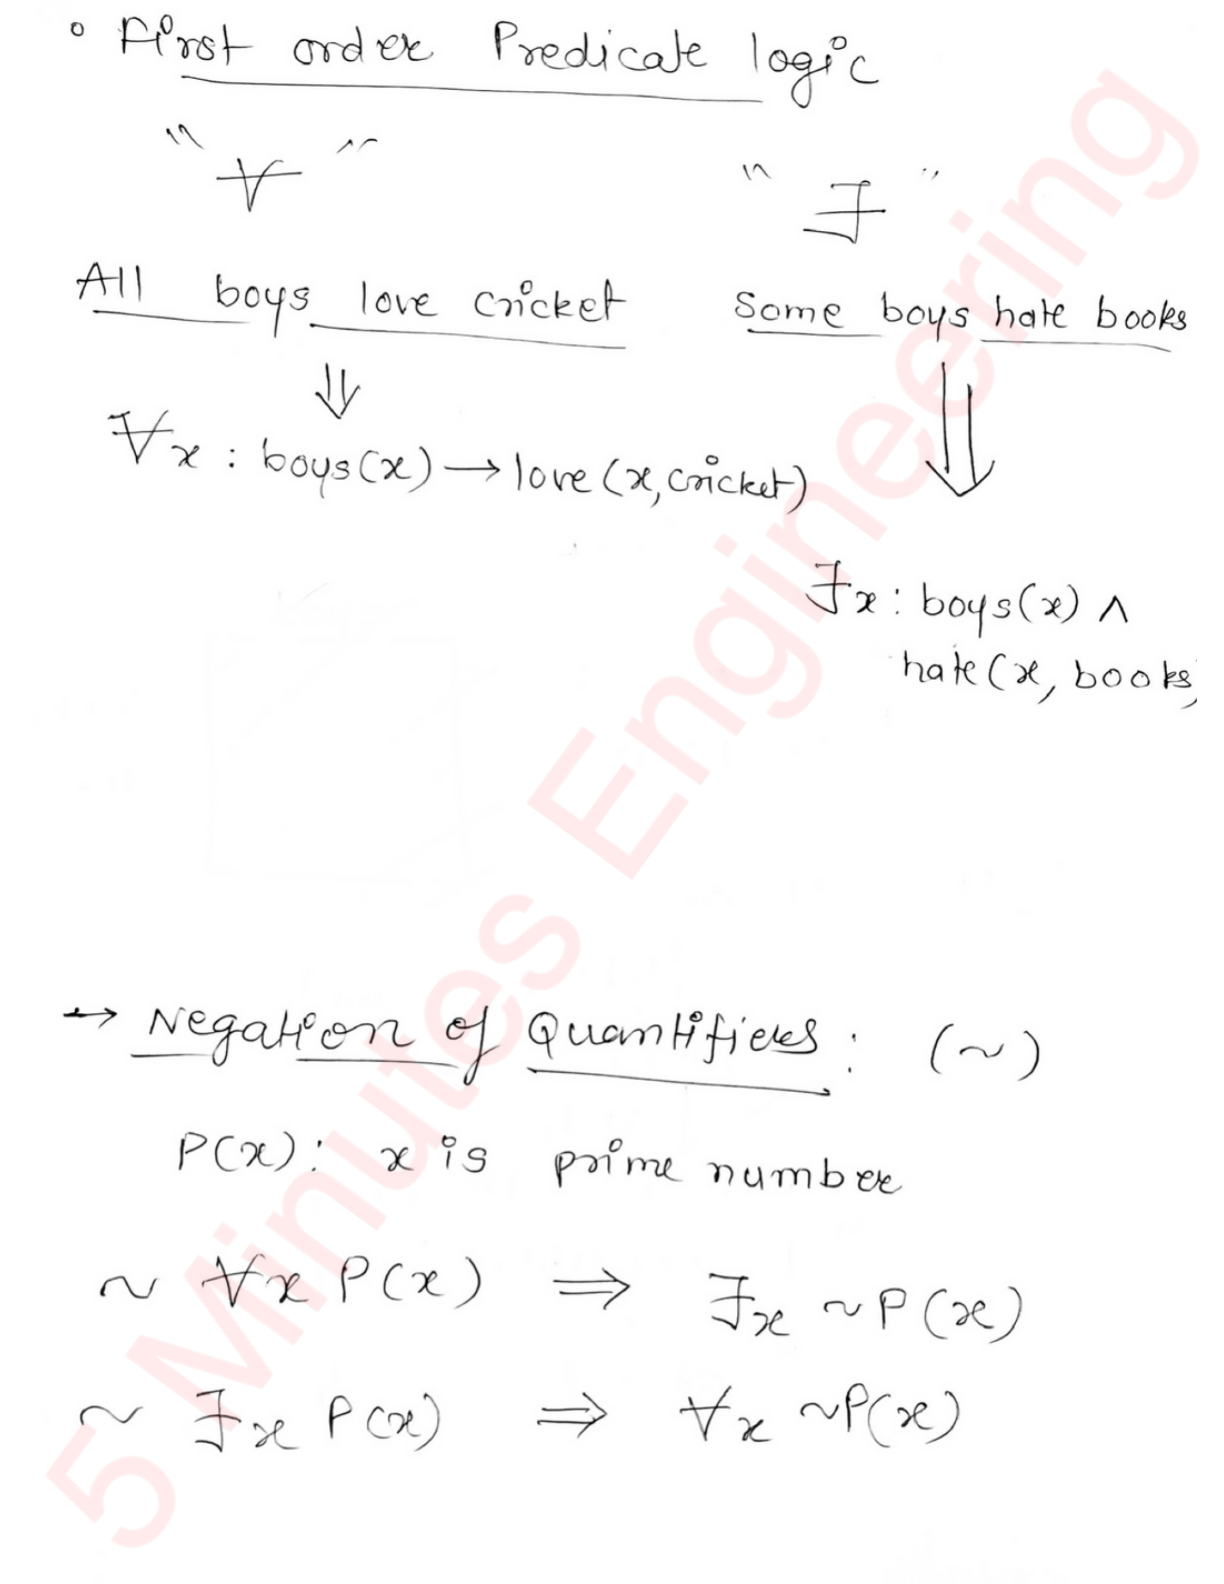 ° First order Predicate logic
"∀" "∃"
All boys love cricket
Some boys hate books
⇓
∀x : boys(x) → love (x, cricket)
⇓
∃x : boys(x) ∧
hate (x, books)
→ Negation of Quantifiers : (~)
P(x) : x is prime number
~ ∀x P(x) ⇒ ∃x ~P(x)
~ ∃x P(x) ⇒ ∀x ~P(x)
5 Minutes Engineering